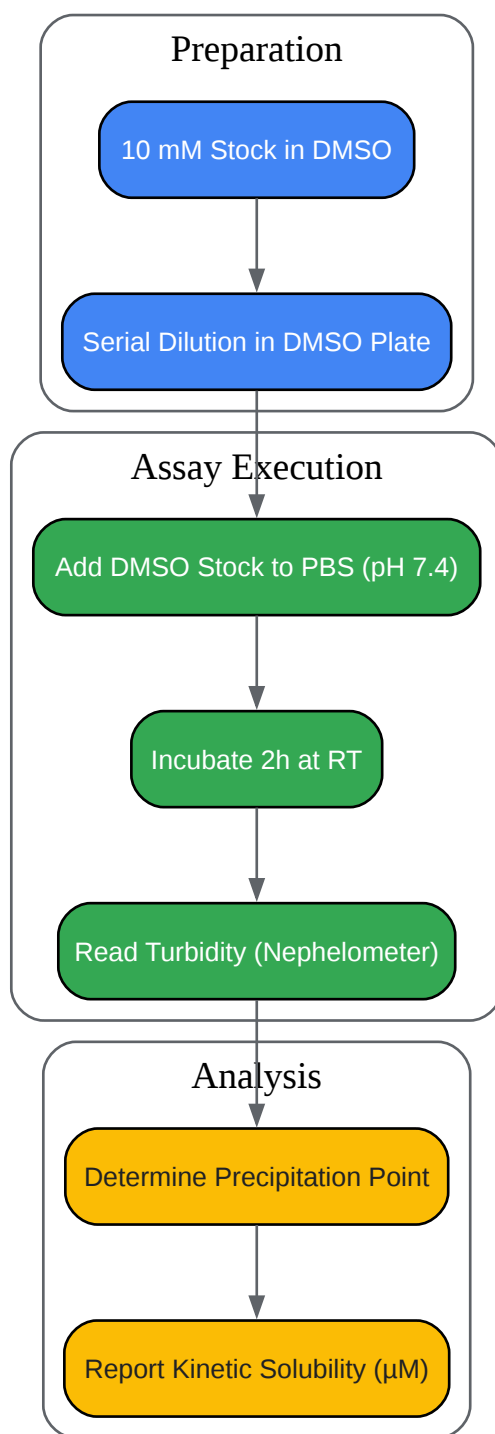 Preparation
10 mM Stock in DMSO
Serial Dilution in DMSO Plate
Assay Execution
Add DMSO Stock to PBS (pH 7.4)
Incubate 2h at RT
Read Turbidity (Nephelometer)
Analysis
Determine Precipitation Point
Report Kinetic Solubility (µM)